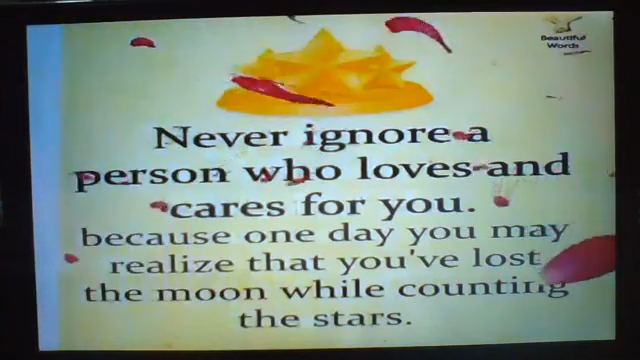 Beautiful
Words
Never ignore a
person who loves and
cares for you.
because one day you may
realize that you've lost
the moon while counting
the stars.